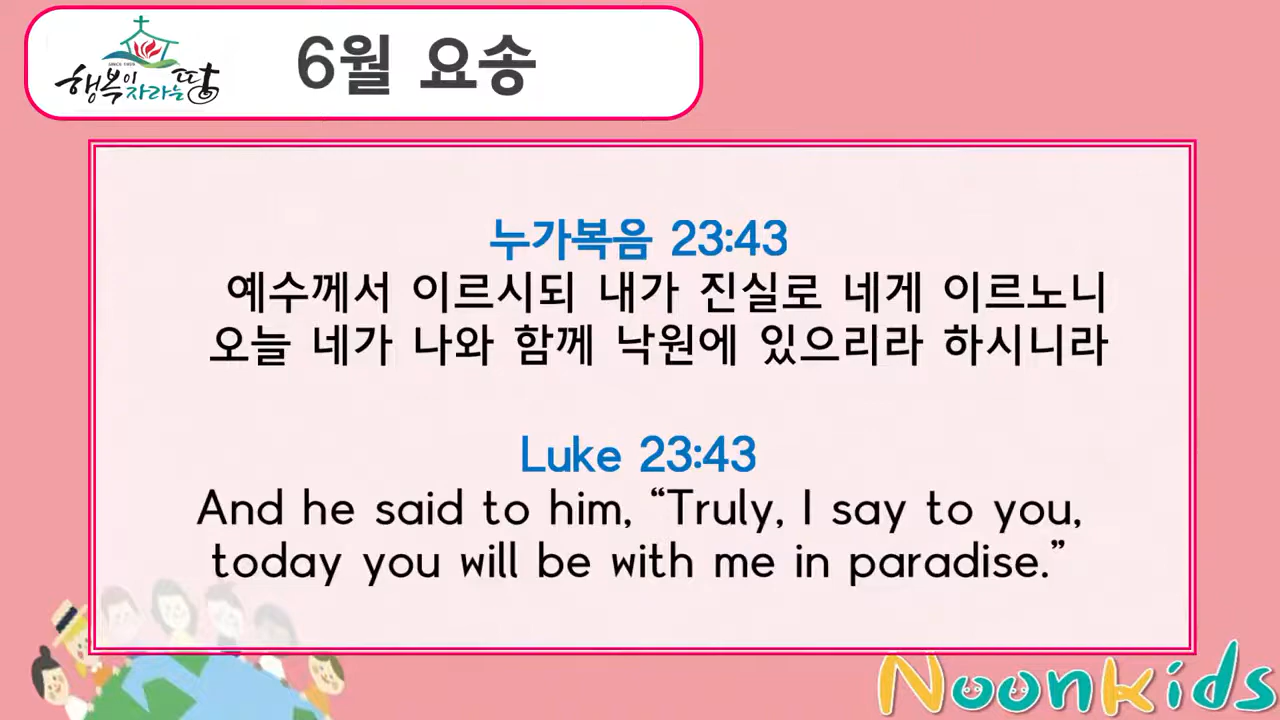 SINCE 1959
행복이
자라는 땅
6월 요송
누가복음 23:43
예수께서 이르시되 내가 진실로 네게 이르노니
오늘 네가 나와 함께 낙원에 있으리라 하시니라
Luke 23:43
And he said to him, “Truly, I say to you,
today you will be with me in paradise.”
Noonkids